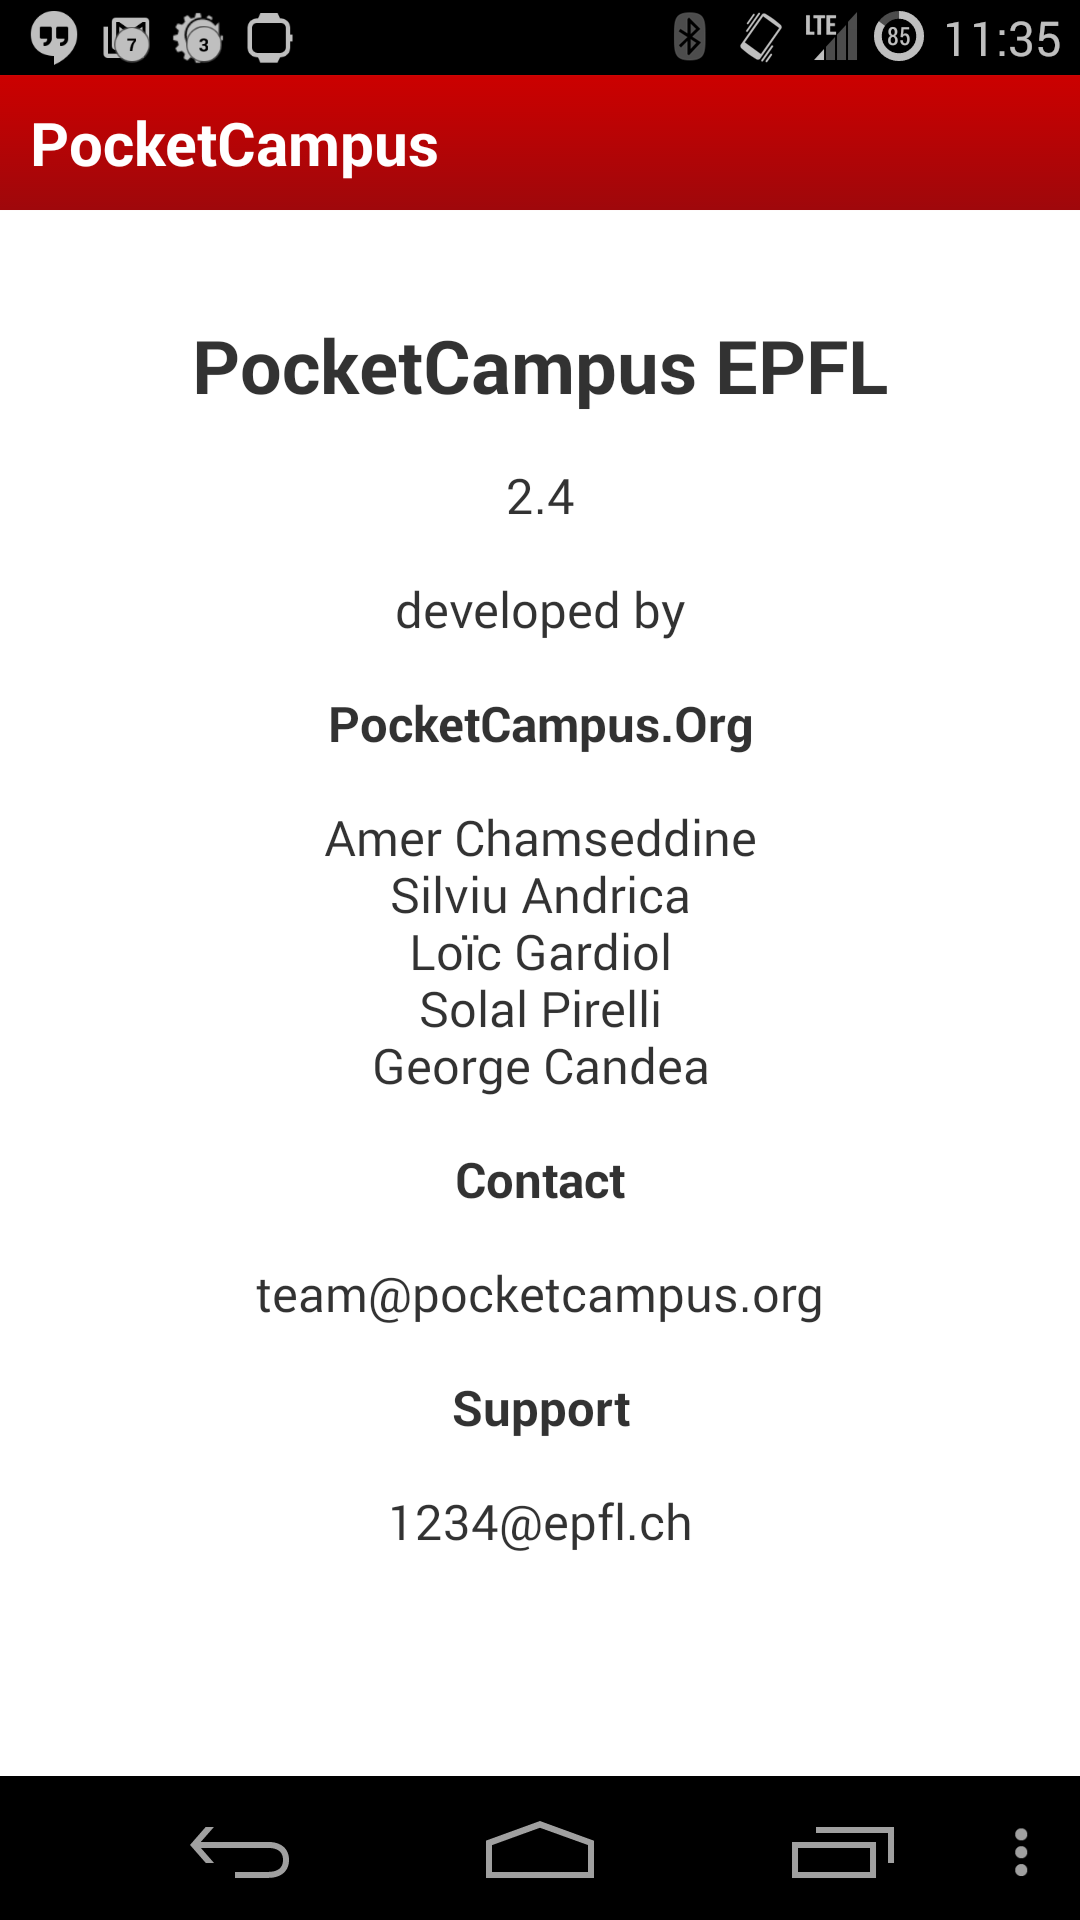 7 3 LTE 85 11:35
PocketCampus
PocketCampus EPFL
2.4
developed by
PocketCampus.Org
Amer Chamseddine
Silviu Andrica
Loïc Gardiol
Solal Pirelli
George Candea
Contact
team@pocketcampus.org
Support
1234@epfl.ch